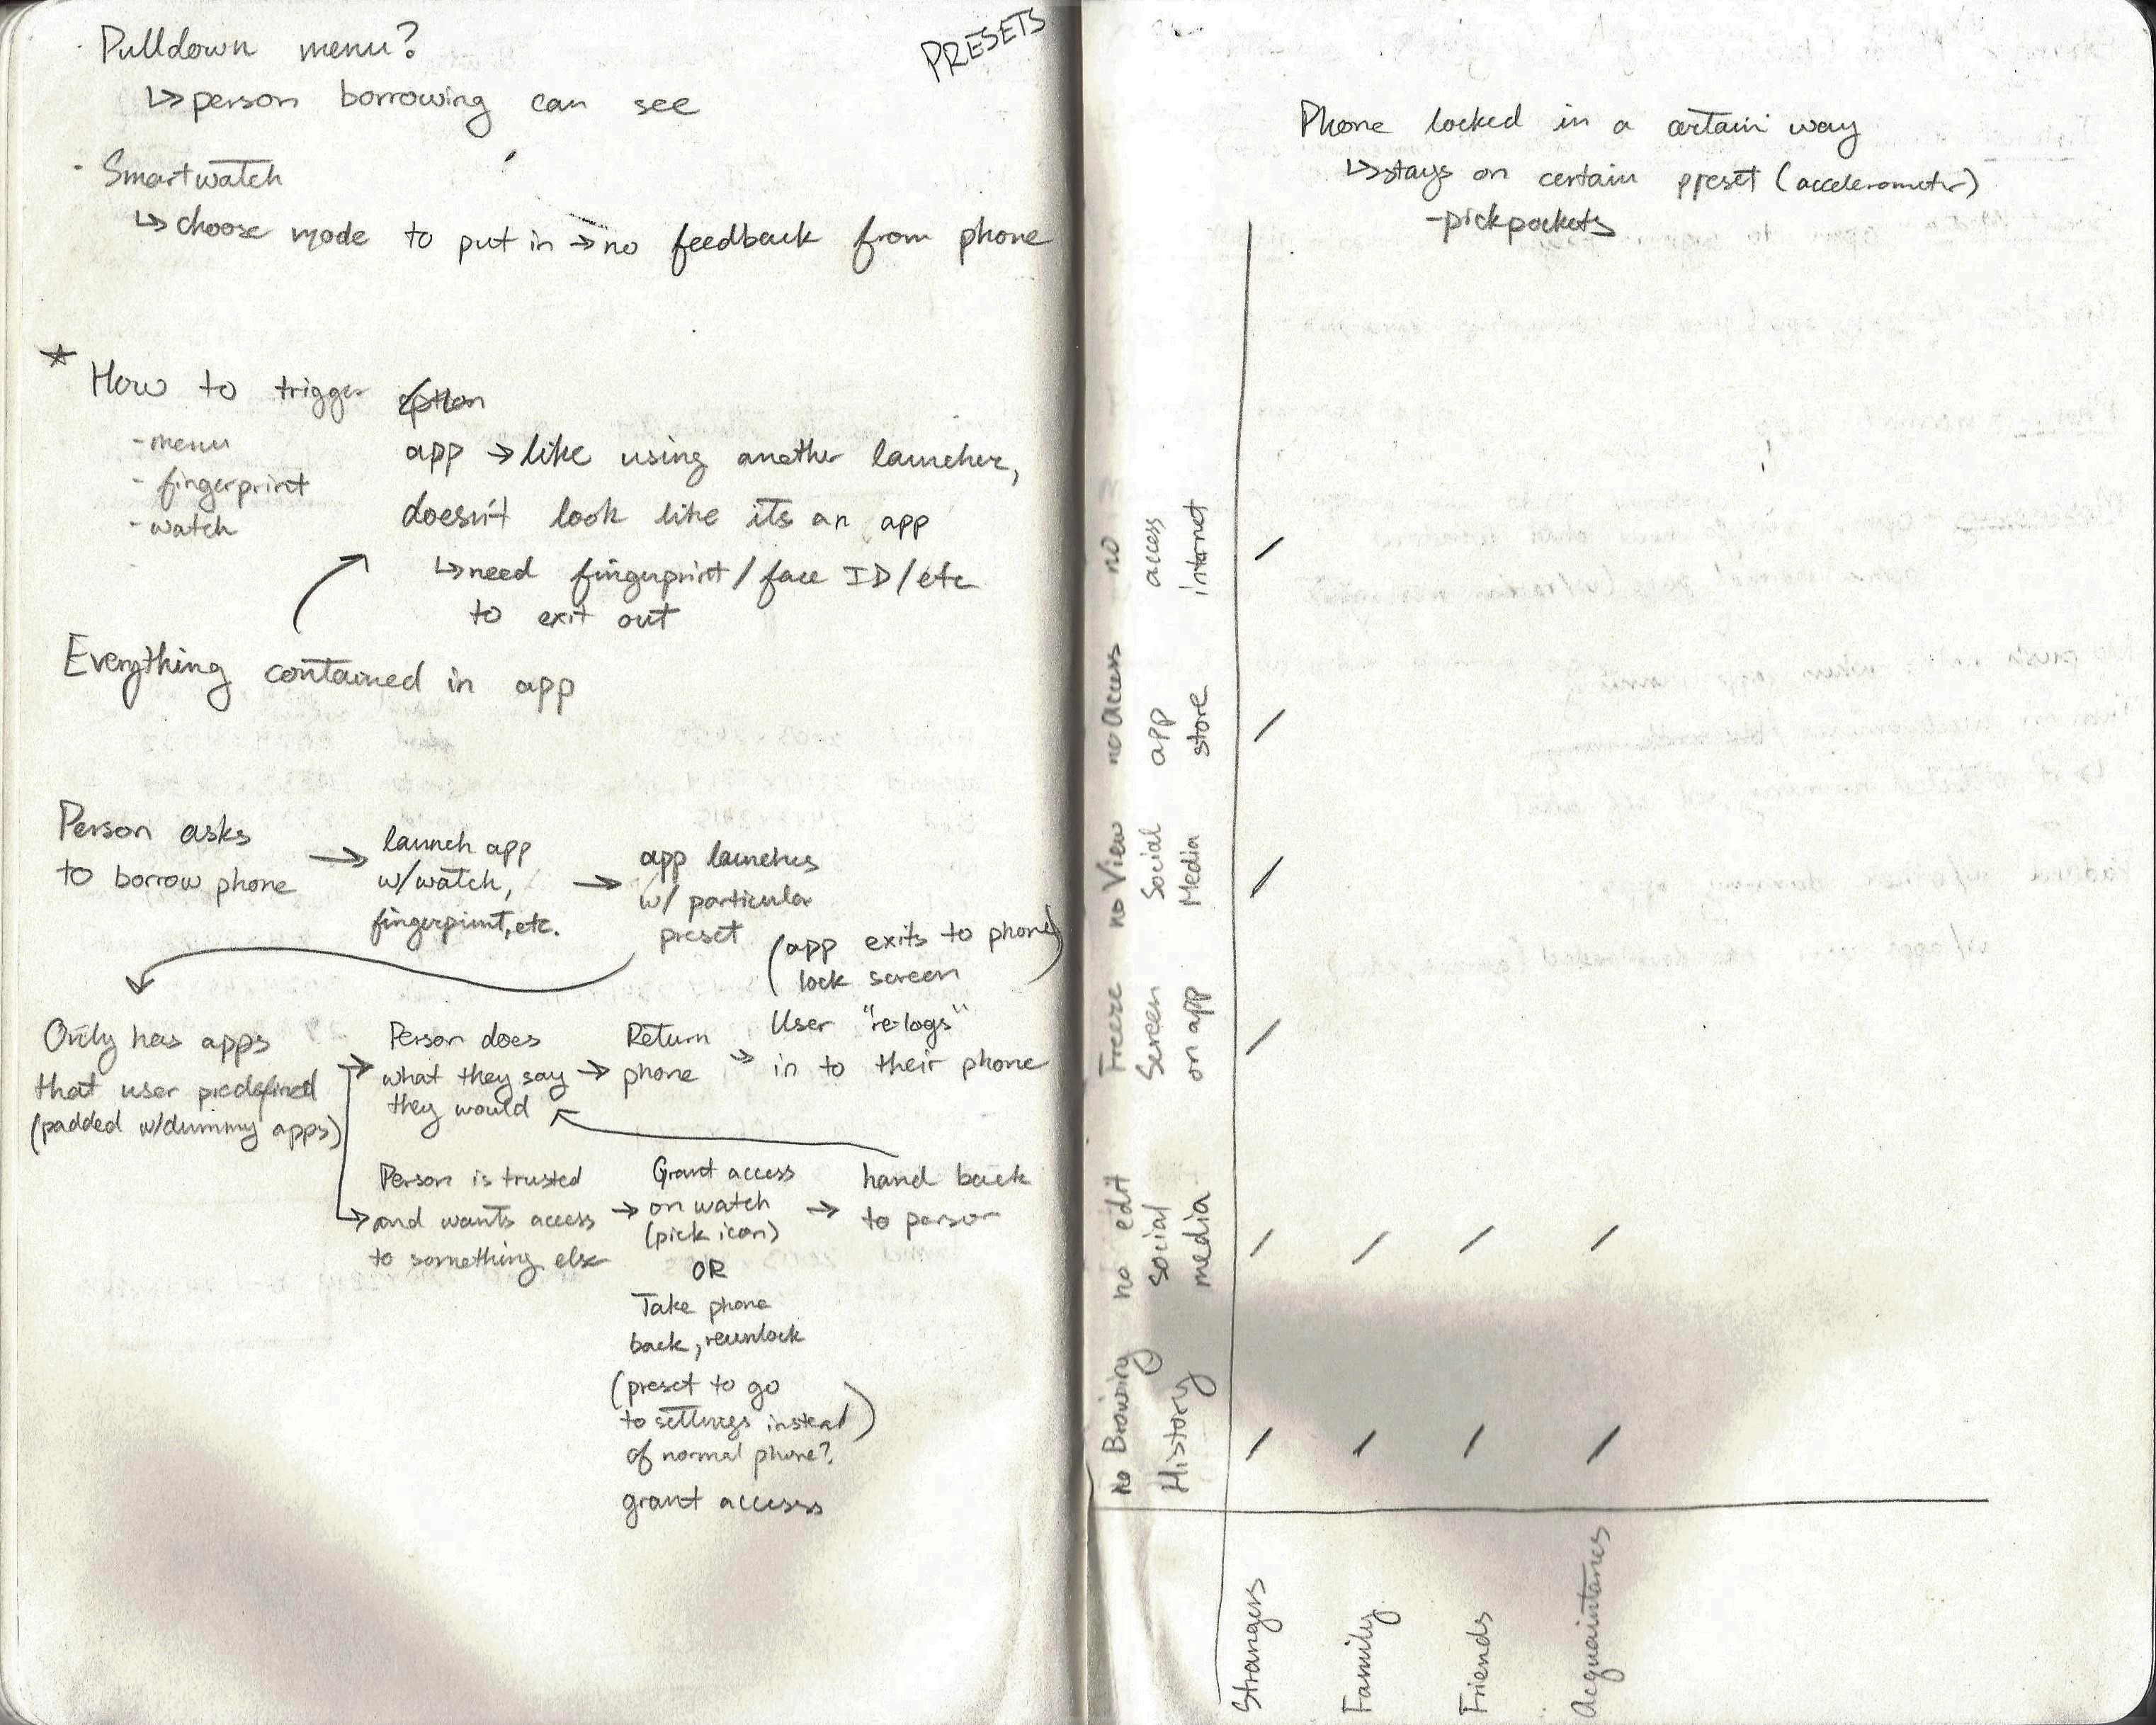 PRESETS
- Pulldown menu?
↳ person borrowing can see
- Smartwatch
↳ choose mode to put in → no feedback from phone
★ How to trigger
- menu
- fingerprint
- watch
app → like using another launcher,
doesn't look like its an app
↳ need fingerprint / face ID / etc
to exit out
Everything contained in app
Person asks
to borrow phone
→ launch app
w/ watch,
fingerprint, etc.
→ app launches
w/ particular
preset
(app exits to phone)
lock screen
Only has apps
that user predefined
(padded w/ dummy apps)
Person does
what they say
they would
→ Return
phone
→ User "re-logs"
in to their phone
Person is trusted
and wants access
to something else
→ Grant access
on watch
(pick icon)
OR
Take phone
back, reunlock
(preset to go
to settings instead)
of normal phone?
grant access
→ hand back
to person
Phone locked in a certain way
↳ stays on certain preset (accelerometer)
- pickpockets
no
access
internet
no Access
app
store
no View
Social
Media
Freeze
Screen
on app
no edit
social
media
no Browsing
History
Strangers
Family
Friends
Acquaintances